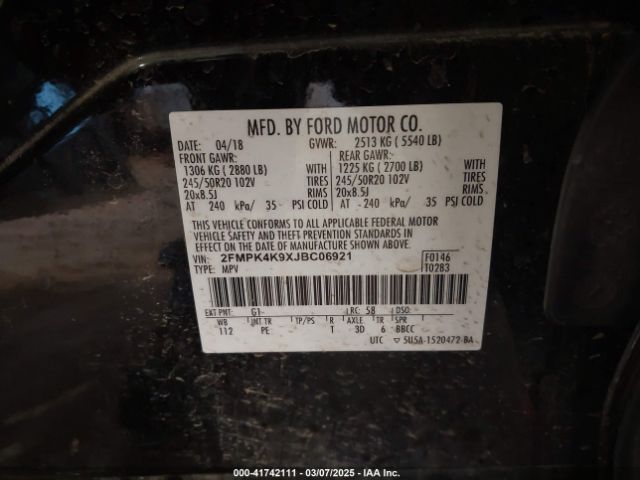 MFD. BY FORD MOTOR CO.
DATE: 04/18 GVWR: 2513 KG ( 5540 LB)
FRONT GAWR: REAR GAWR:
1306 KG ( 2880 LB) WITH 1225 KG ( 2700 LB) WITH
245/50R20 102V TIRES 245/50R20 102V TIRES
20x8.5J RIMS 20x8.5J RIMS
AT 240 kPa/ 35 PSI COLD AT 240 kPa/ 35 PSI COLD
THIS VEHICLE CONFORMS TO ALL APPLICABLE FEDERAL MOTOR
VEHICLE SAFETY AND THEFT PREVENTION STANDARDS IN
EFFECT ON THE DATE OF MANUFACTURE SHOWN ABOVE.
VIN: 2FMPK4K9XJBC06921 F0146
TYPE: MPV T0283
EXT PNT: G1 RC: 58 DSO:
WB INT TR TP/PS R AXLE TR SPR
112 PE T 3D 6 BBCC
UTC ▽ 5U5A-1520472-BA
000-41742111 - 03/07/2025 - IAA Inc.